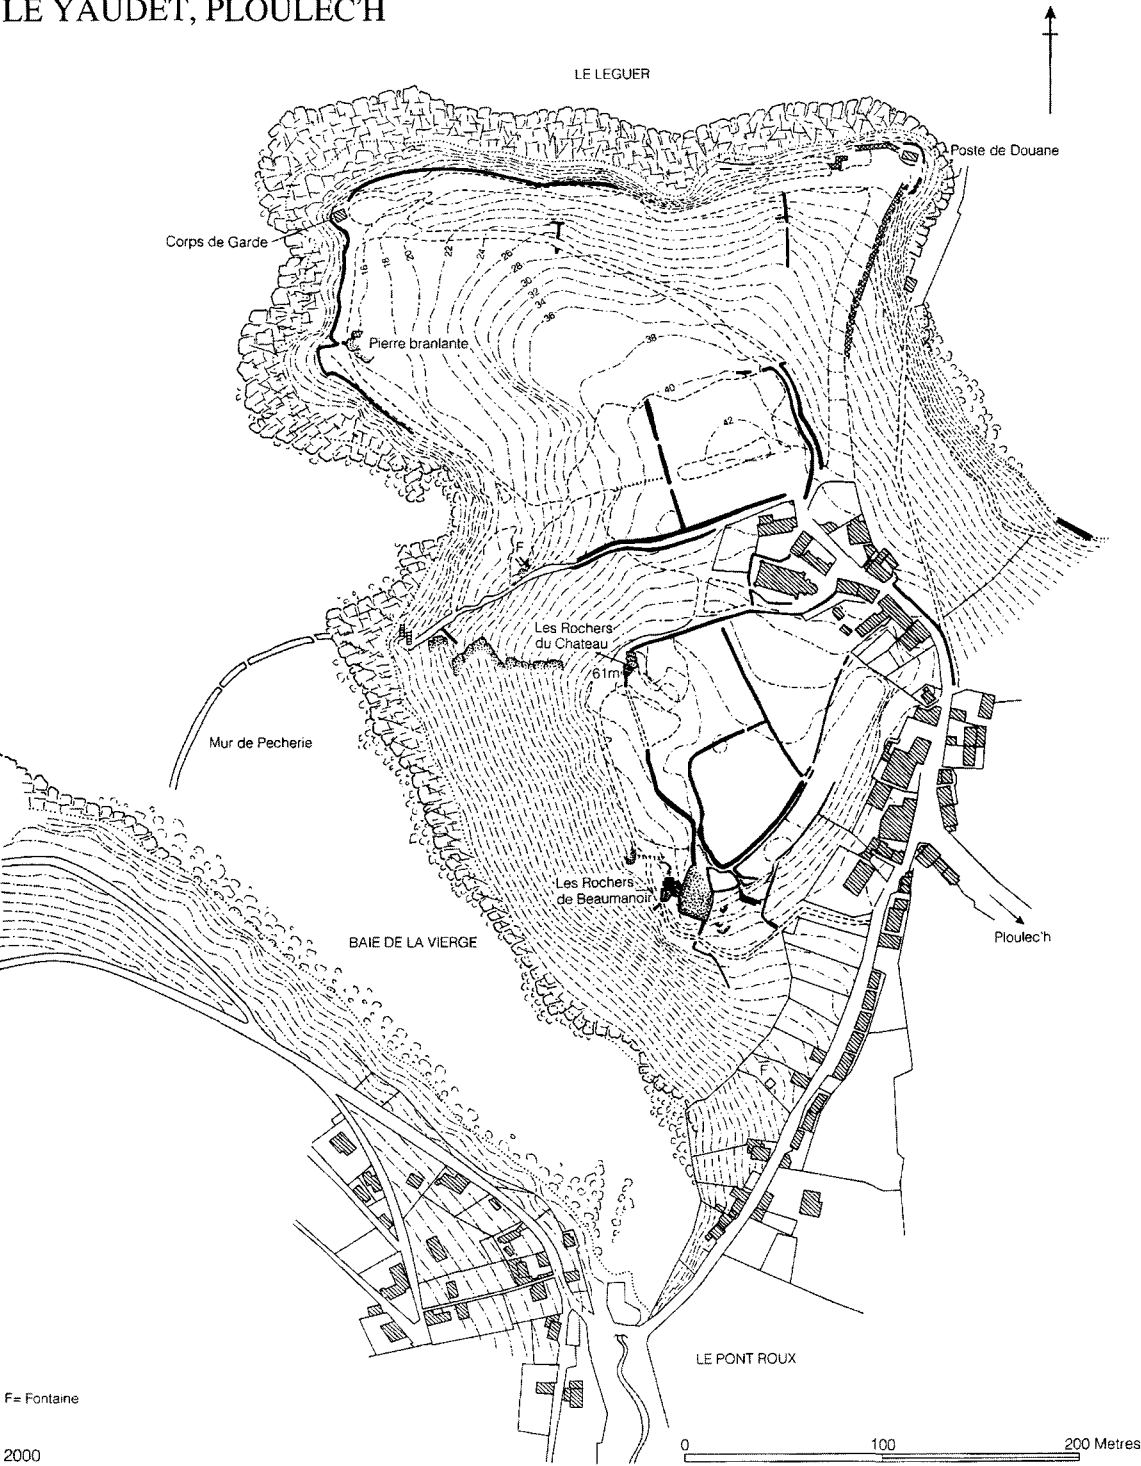 LE YAUDET, PLOULEC'H
LE LEGUER
Poste de Douane
Corps de Garde
16
18
20
22
24
26
28
30
32
34
36
38
Pierre branlante
40
42
F
Les Rochers
du Chateau
61m
Mur de Pecherie
Les Rochers
de Beaumanoir
BAIE DE LA VIERGE
Ploulec'h
F
LE PONT ROUX
F= Fontaine
2000
0 100 200 Metres